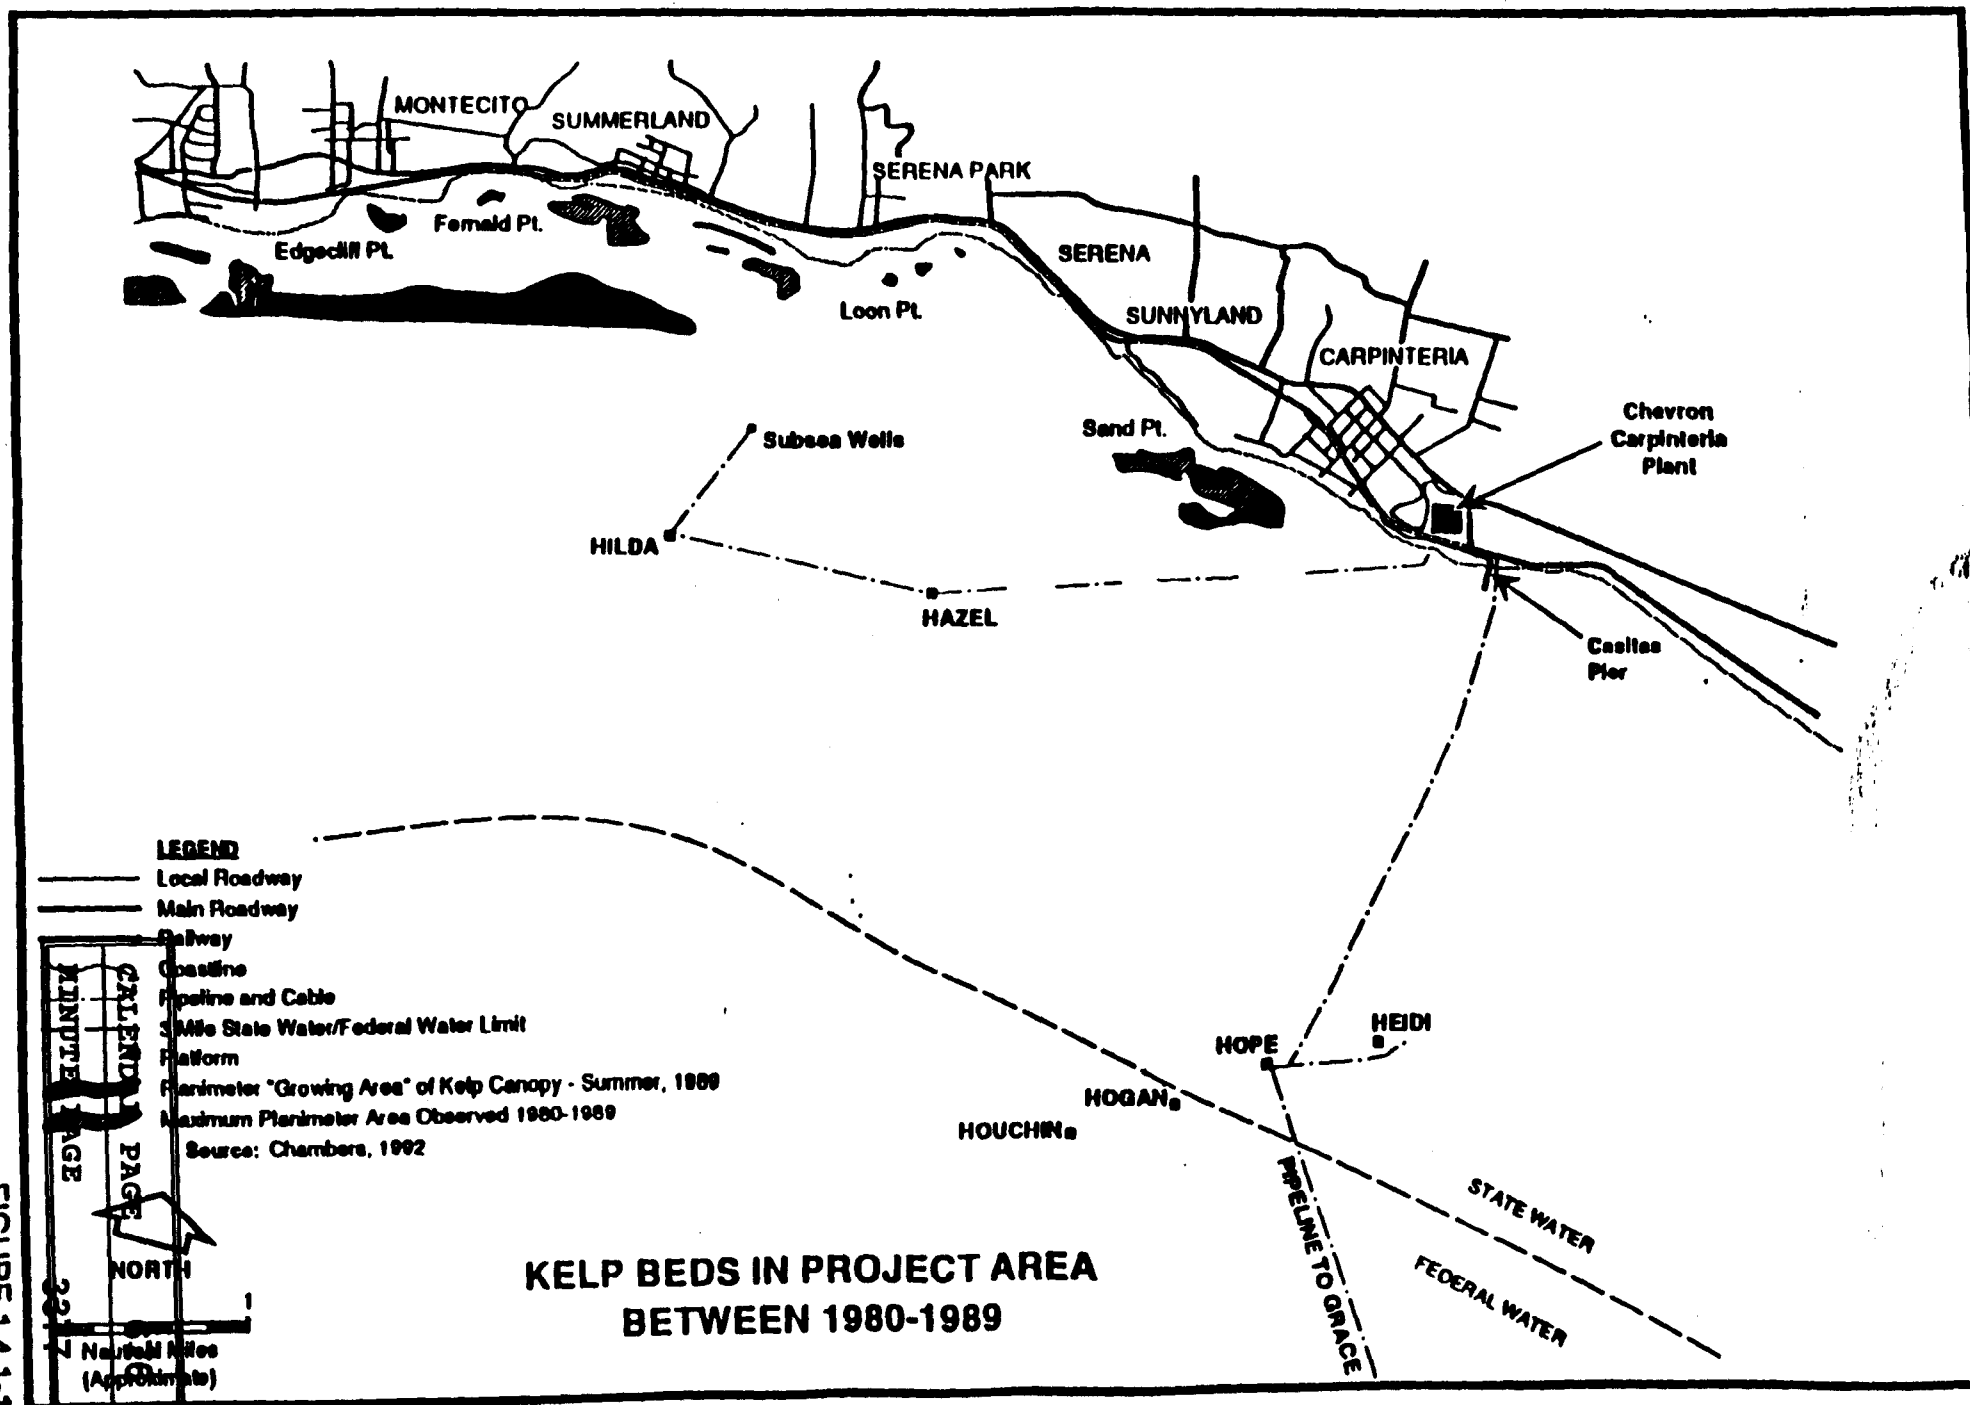 MONTECITO
SUMMERLAND
SERENA PARK
Fernald Pt.
Edgecliff Pt.
SERENA
Loon Pt.
SUNNYLAND
CARPINTERIA
Chevron
Carpinteria
Plant
Sand Pt.
Subsea Wells
HILDA
HAZEL
Casitas
Pier
LEGEND
Local Roadway
Main Roadway
Railway
Coastline
Pipeline and Cable
3 Mile State Water/Federal Water Limit
Platform
Planimeter "Growing Area" of Kelp Canopy - Summer, 1989
Maximum Planimeter Area Observed 1980-1989
Source: Chambers, 1992
HEIDI
HOPE
HOGAN
HOUCHIN
PIPELINE TO GRACE
STATE WATER
FEDERAL WATER
CALENDAR PAGE
MINUTE PAGE
NORTH
1
Nautical Miles
(Approximate)
KELP BEDS IN PROJECT AREA
BETWEEN 1980-1989